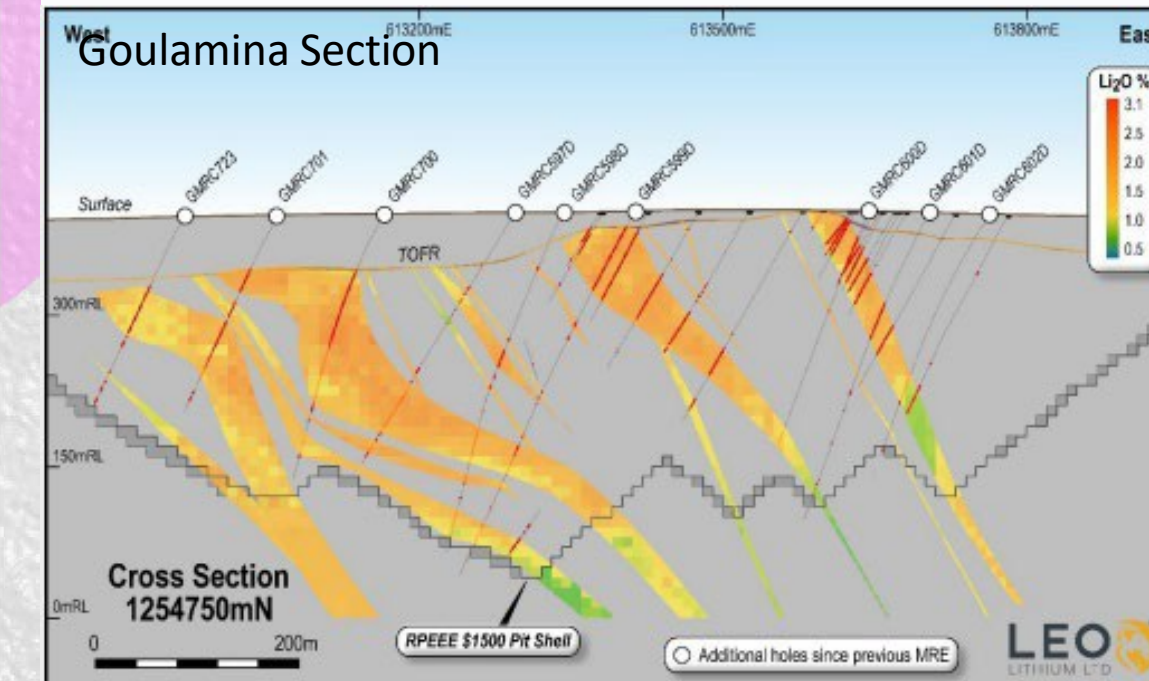 West 613200mE 613500mE 613800mE Eas
Goulamina Section
Li2O %
3.1
2.5
2.0
1.5
1.0
0.5
GMRC723 GMRC701 GMRC700 GMRC597D GMRC598D GMRC599D GMRC600D GMRC601D GMRC602D
Surface
TOFR
300mRL
150mRL
Cross Section
1254750mN
0mRL
0 200m
RPEEE $1500 Pit Shell
Additional holes since previous MRE
LEO
LITHIUM LTD